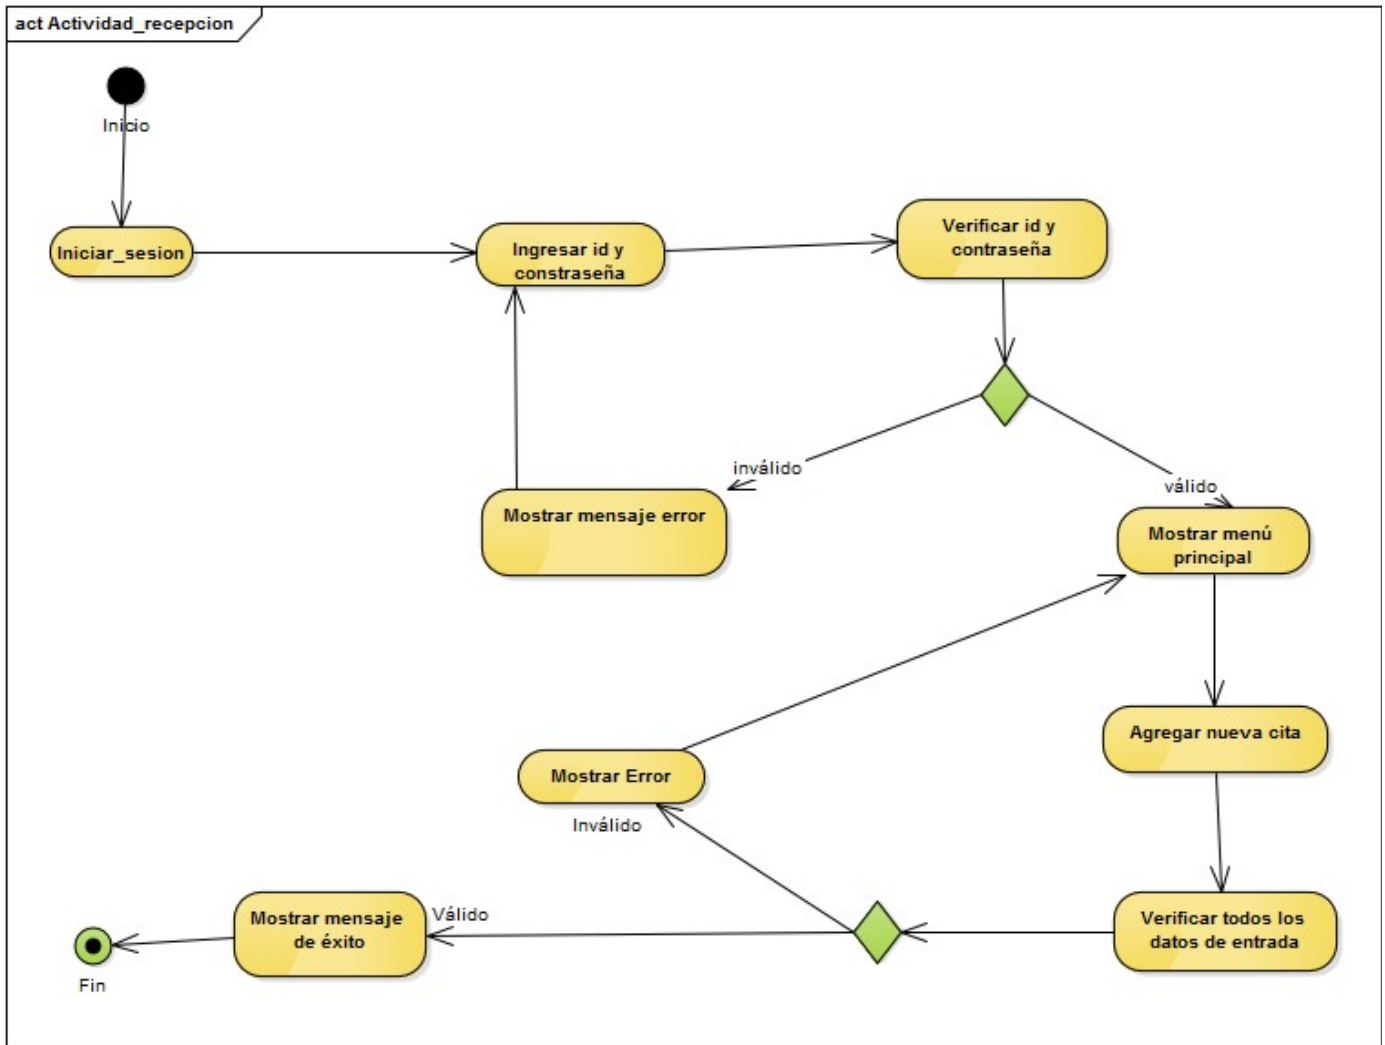 act Actividad_recepcion
Inicio
Iniciar_sesion
Ingresar id y
constraseña
Verificar id y
contraseña
inválido
válido
Mostrar mensaje error
Mostrar menú
principal
Agregar nueva cita
Mostrar Error
Inválido
Verificar todos los
datos de entrada
Válido
Mostrar mensaje
de éxito
Fin